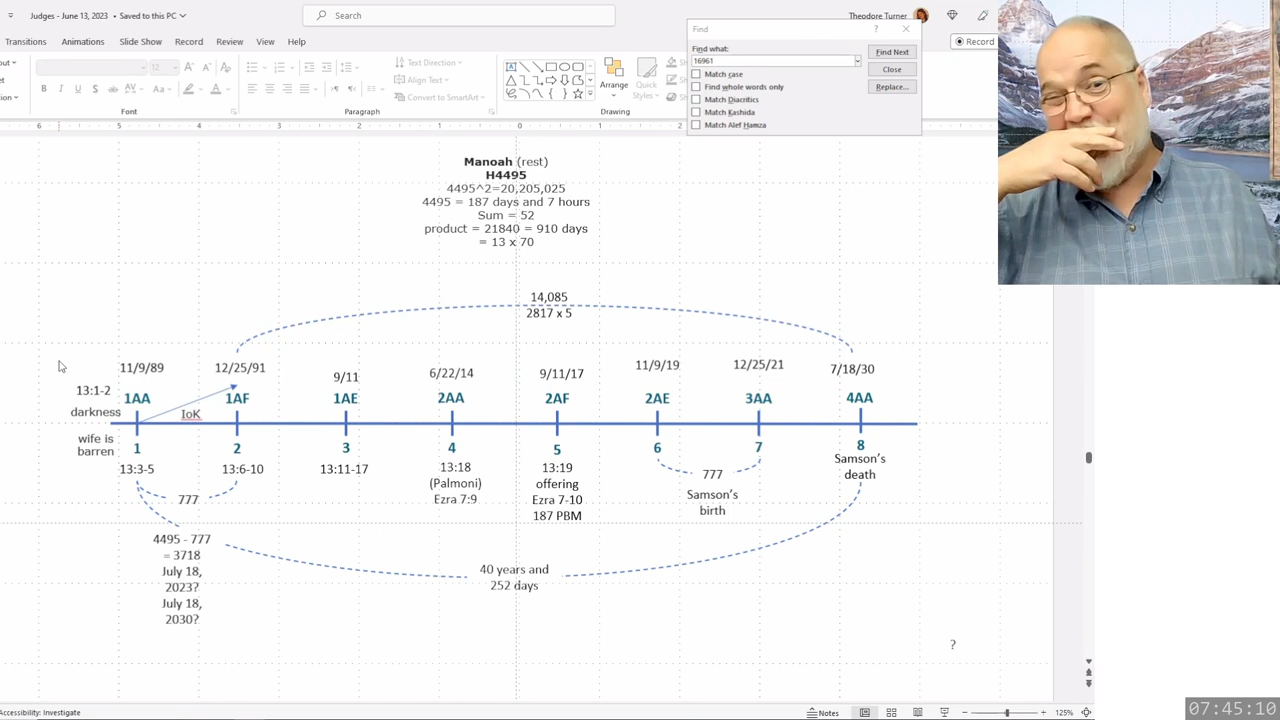 Judges - June 13, 2023 • Saved to this PC
Search
Theodore Turner
Transitions Animations Slide Show Record Review View Help
Record
Text Direction
Align Text
Convert to SmartArt
Arrange
Quick
Styles
Font
Paragraph
Drawing
Find
?
Find what:
16961
Match case
Find whole words only
Match Diacritics
Match Kashida
Match Alef Hamza
Find Next
Close
Replace...
5 4 3 2 1 0 1 2
Manoah (rest)
H4495
4495^2=20,205,025
4495 = 187 days and 7 hours
Sum = 52
product = 21840 = 910 days
= 13 x 70
14,085
2817 x 5
11/9/89 12/25/91 9/11 6/22/14 9/11/17 11/9/19 12/25/21 7/18/30
13:1-2
1AA 1AF 1AE 2AA 2AF 2AE 3AA 4AA
darkness
IoK
wife is
barren
1 2 3 4 5 6 7 8
13:3-5
13:6-10
13:11-17
13:18
(Palmoni)
Ezra 7:9
13:19
offering
Ezra 7-10
187 PBM
777
Samson's
birth
Samson's
death
777
4495 - 777
= 3718
July 18,
2023?
July 18,
2030?
40 years and
252 days
?
Accessibility: Investigate
Notes
125%
07:45:10